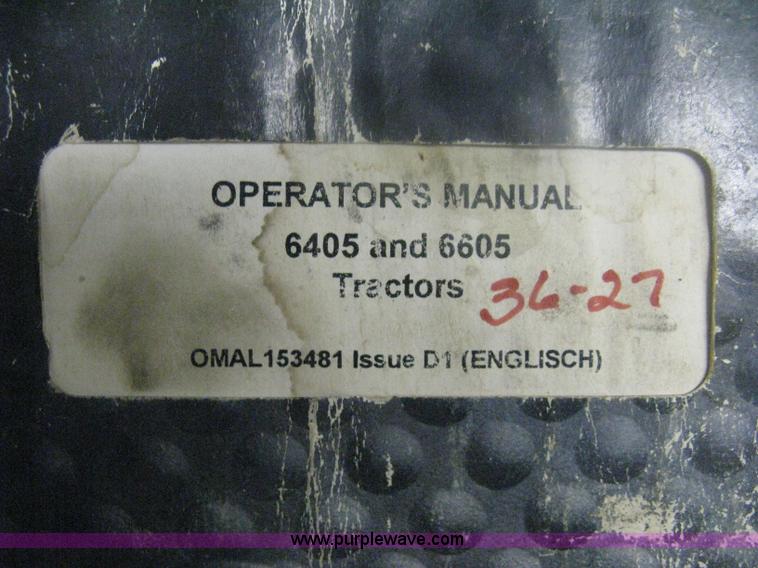 OPERATOR'S MANUAL
6405 and 6605
Tractors
36-27
OMAL153481 Issue D1 (ENGLISCH)
www.purplewave.com